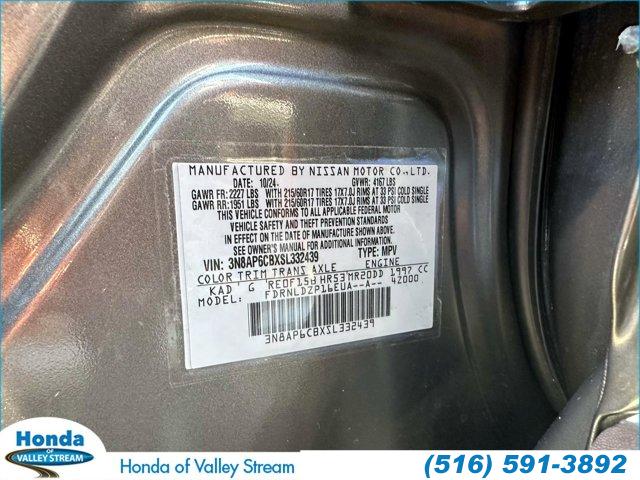 MANUFACTURED BY NISSAN MOTOR CO.,LTD.
DATE: 10/24 GVWR: 4167 LBS
GAWR FR: 2227 LBS WITH 215/60R17 TIRES 17X7.0J RIMS AT 33 PSI COLD SINGLE
GAWR RR: 1951 LBS WITH 215/60R17 TIRES 17X7.0J RIMS AT 33 PSI COLD SINGLE
THIS VEHICLE CONFORMS TO ALL APPLICABLE FEDERAL MOTOR
VEHICLE SAFETY AND THEFT PREVENTION STANDARDS
IN EFFECT ON THE DATE OF MANUFACTURE SHOWN ABOVE.
SEE OWNER'S MANUAL
VIN: 3N8AP6CBXSL332439 TYPE: MPV
COLOR TRIM TRANS AXLE ENGINE
KAD G RE0F15B HR53 MR20DD 1997 CC
MODEL: FDRNLDZP16EUA--A-- 42000
3N8AP6CBXSL332439
Honda
OF
VALLEY STREAM
Honda of Valley Stream
(516) 591-3892